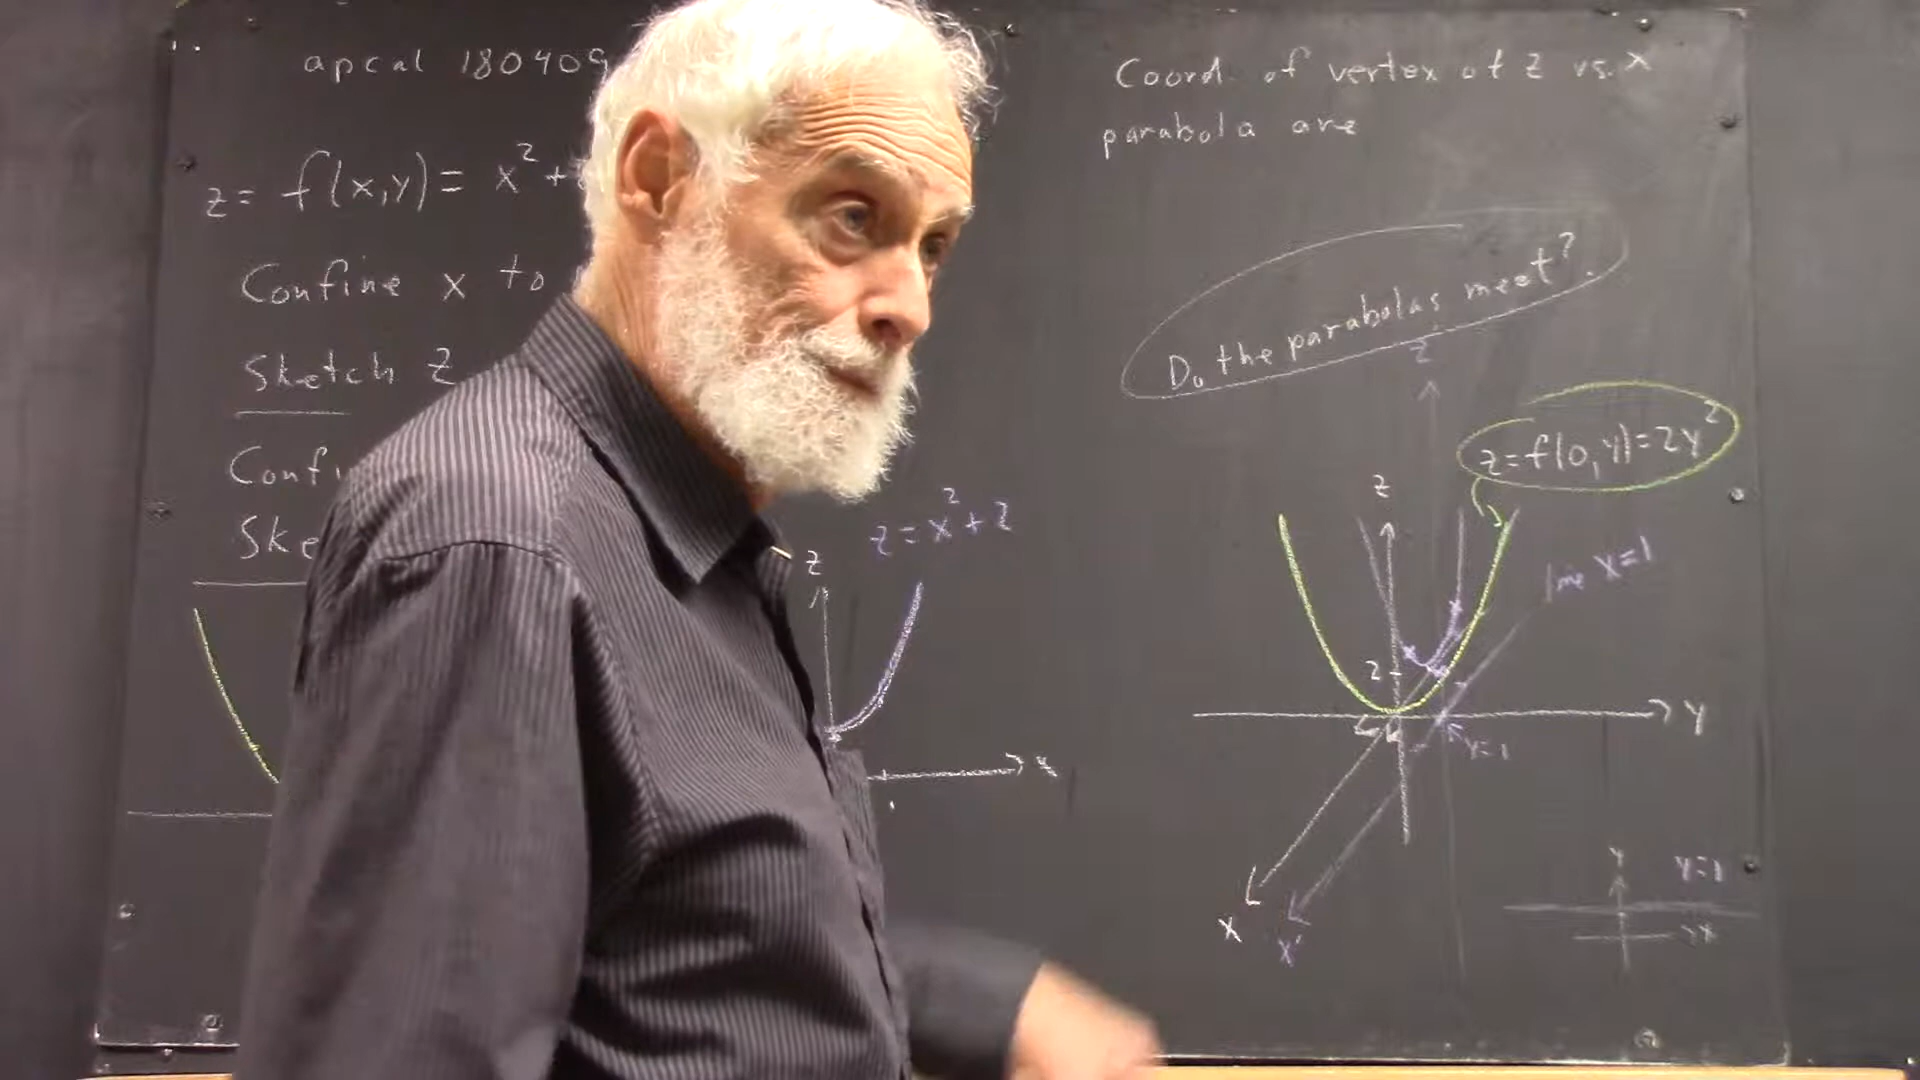 apcal 180409
z = f(x,y) = x² +
Confine x to
Sketch z
Confi
Ske
z = x² + 2
z
x
Coord. of vertex of z vs. x
parabola are
Do the parabolas meet?
z
z = f(0, y) = 2y²
z
line x=1
2
y
y=1
x
x'
y
y=1
x